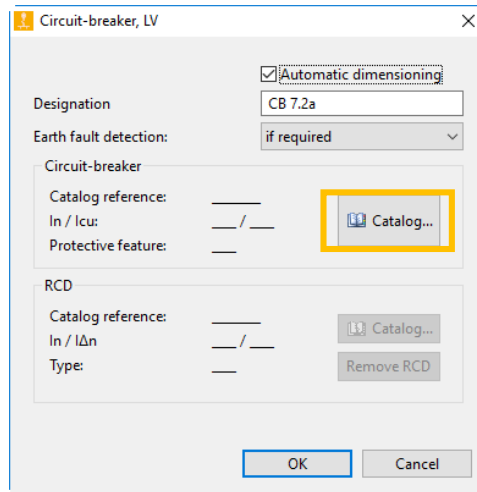 Circuit-breaker, LV
Automatic dimensioning
Designation CB 7.2a
Earth fault detection: if required
Circuit-breaker
Catalog reference: _____
In / Icu: ___ / ___
Catalog...
Protective feature: ___
RCD
Catalog reference: _____
In / IΔn ___ / ___
Catalog...
Type: ___
Remove RCD
OK Cancel